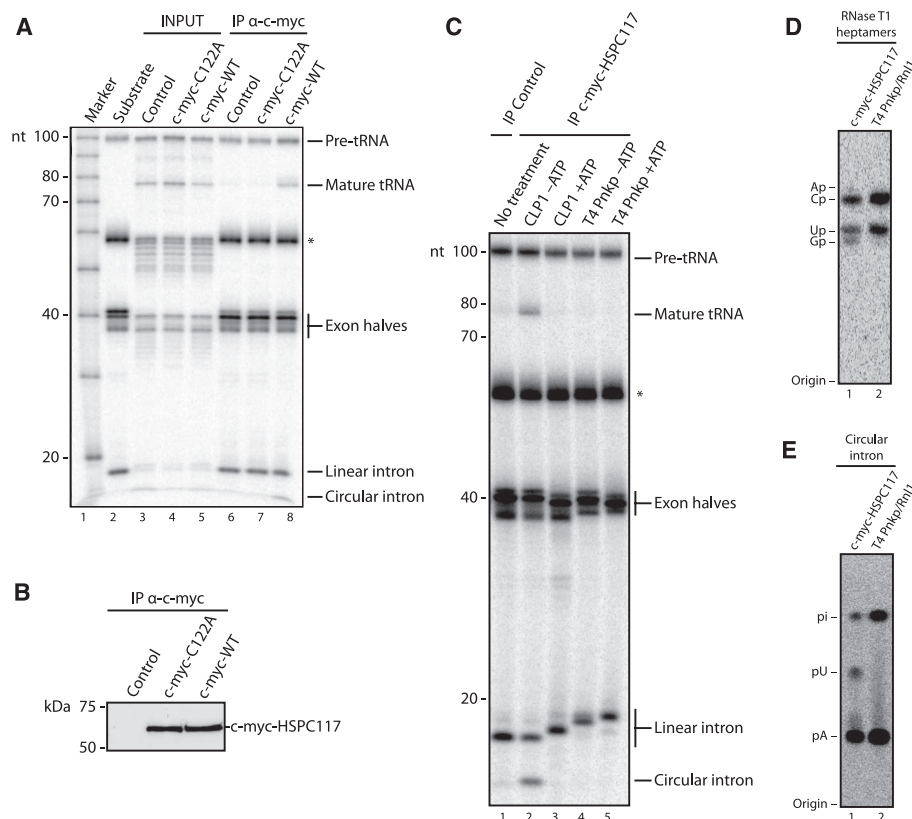 A
INPUT
IP α-c-myc
Marker
Substrate
Control
c-myc-C122A
c-myc-WT
Control
c-myc-C122A
c-myc-WT
nt 100
80
70
40
20
Pre-tRNA
Mature tRNA
*
Exon halves
Linear intron
Circular intron
1 2 3 4 5 6 7 8
B
IP α-c-myc
Control
c-myc-C122A
c-myc-WT
kDa 75
50
c-myc-HSPC117
C
IP Control
IP c-myc-HSPC117
No treatment
CLP1 –ATP
CLP1 +ATP
T4 Pnkp –ATP
T4 Pnkp +ATP
nt 100
80
70
40
20
Pre-tRNA
Mature tRNA
*
Exon halves
Linear intron
Circular intron
1 2 3 4 5
D
RNase T1
heptamers
c-myc-HSPC117
T4 Pnkp/Rnl1
Ap
Cp
Up
Gp
Origin
1 2
E
Circular
intron
c-myc-HSPC117
T4 Pnkp/Rnl1
pi
pU
pA
Origin
1 2